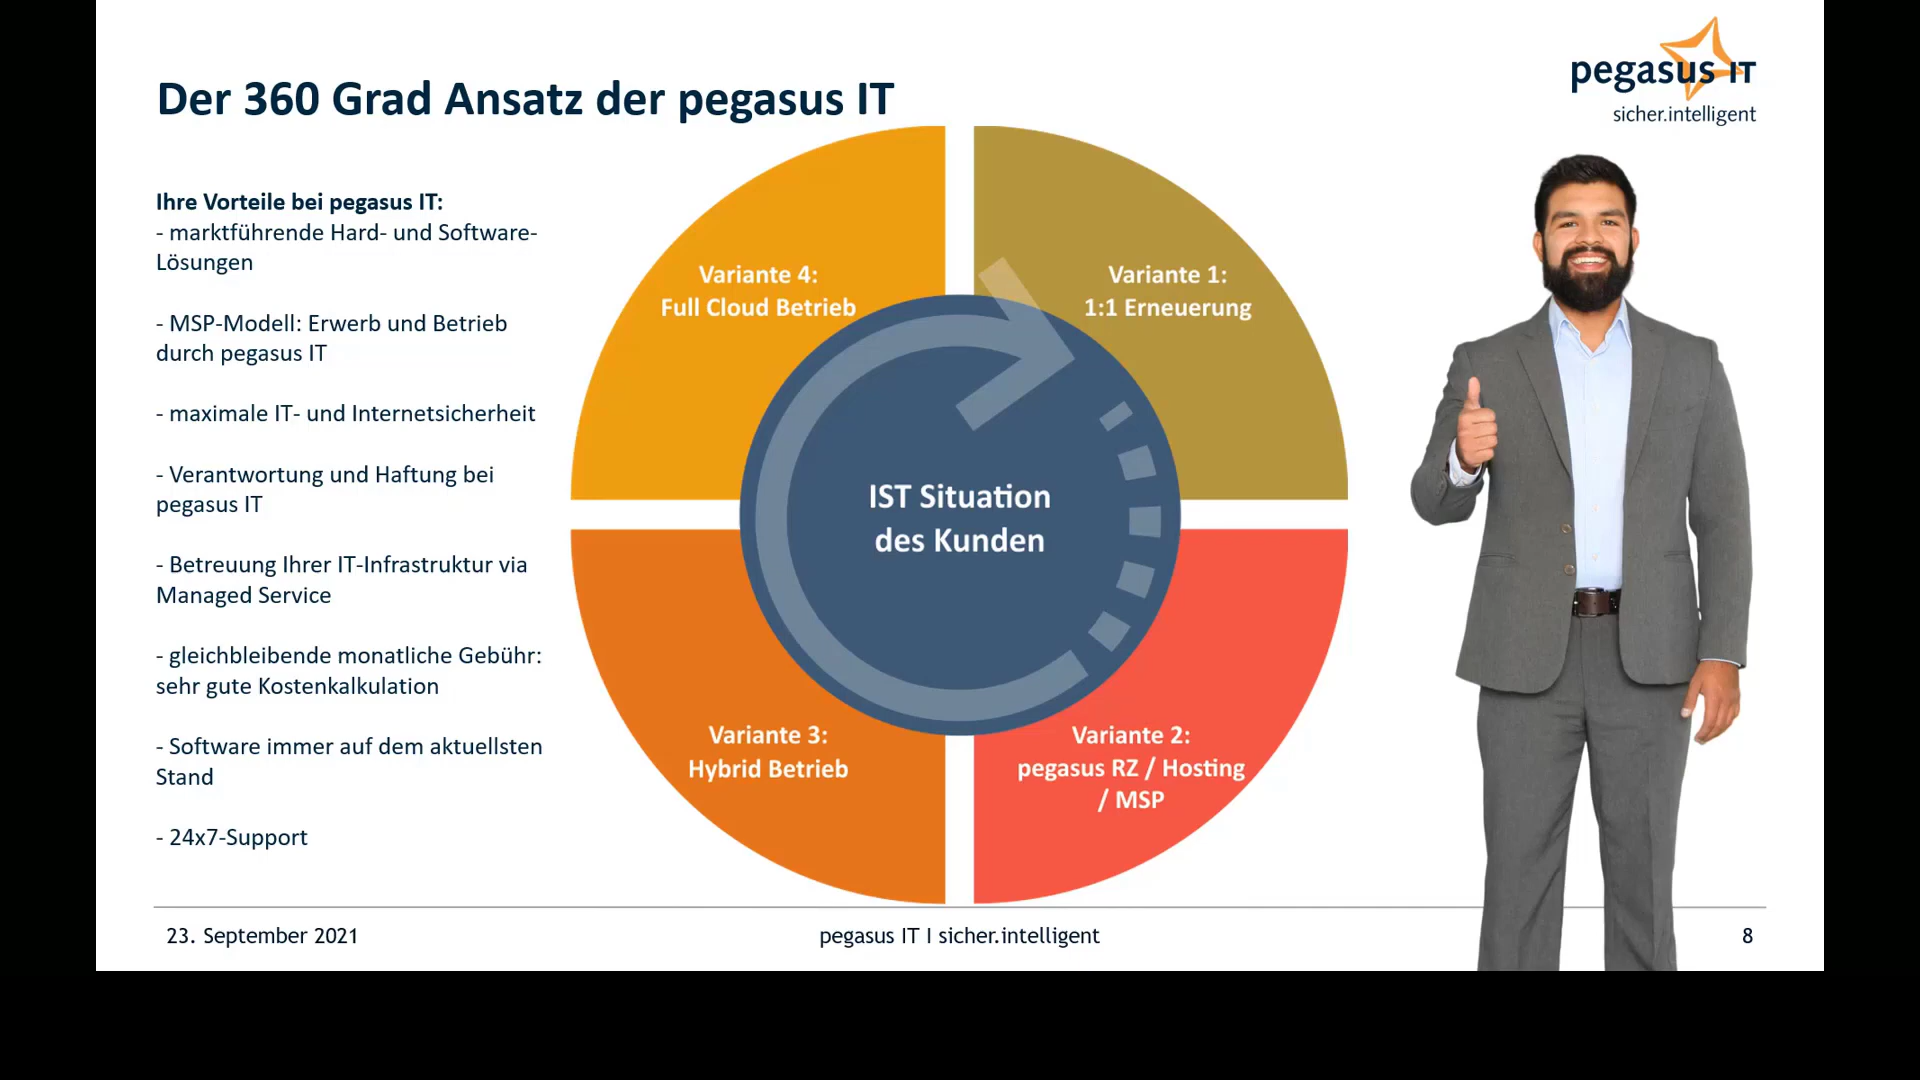 pegasus IT
sicher.intelligent
Der 360 Grad Ansatz der pegasus IT
Ihre Vorteile bei pegasus IT:
- marktführende Hard- und Software-
Lösungen
- MSP-Modell: Erwerb und Betrieb
durch pegasus IT
- maximale IT- und Internetsicherheit
- Verantwortung und Haftung bei
pegasus IT
- Betreuung Ihrer IT-Infrastruktur via
Managed Service
- gleichbleibende monatliche Gebühr:
sehr gute Kostenkalkulation
- Software immer auf dem aktuellsten
Stand
- 24x7-Support
Variante 4:
Full Cloud Betrieb
Variante 1:
1:1 Erneuerung
IST Situation
des Kunden
Variante 3:
Hybrid Betrieb
Variante 2:
pegasus RZ / Hosting
/ MSP
23. September 2021
pegasus IT I sicher.intelligent
8